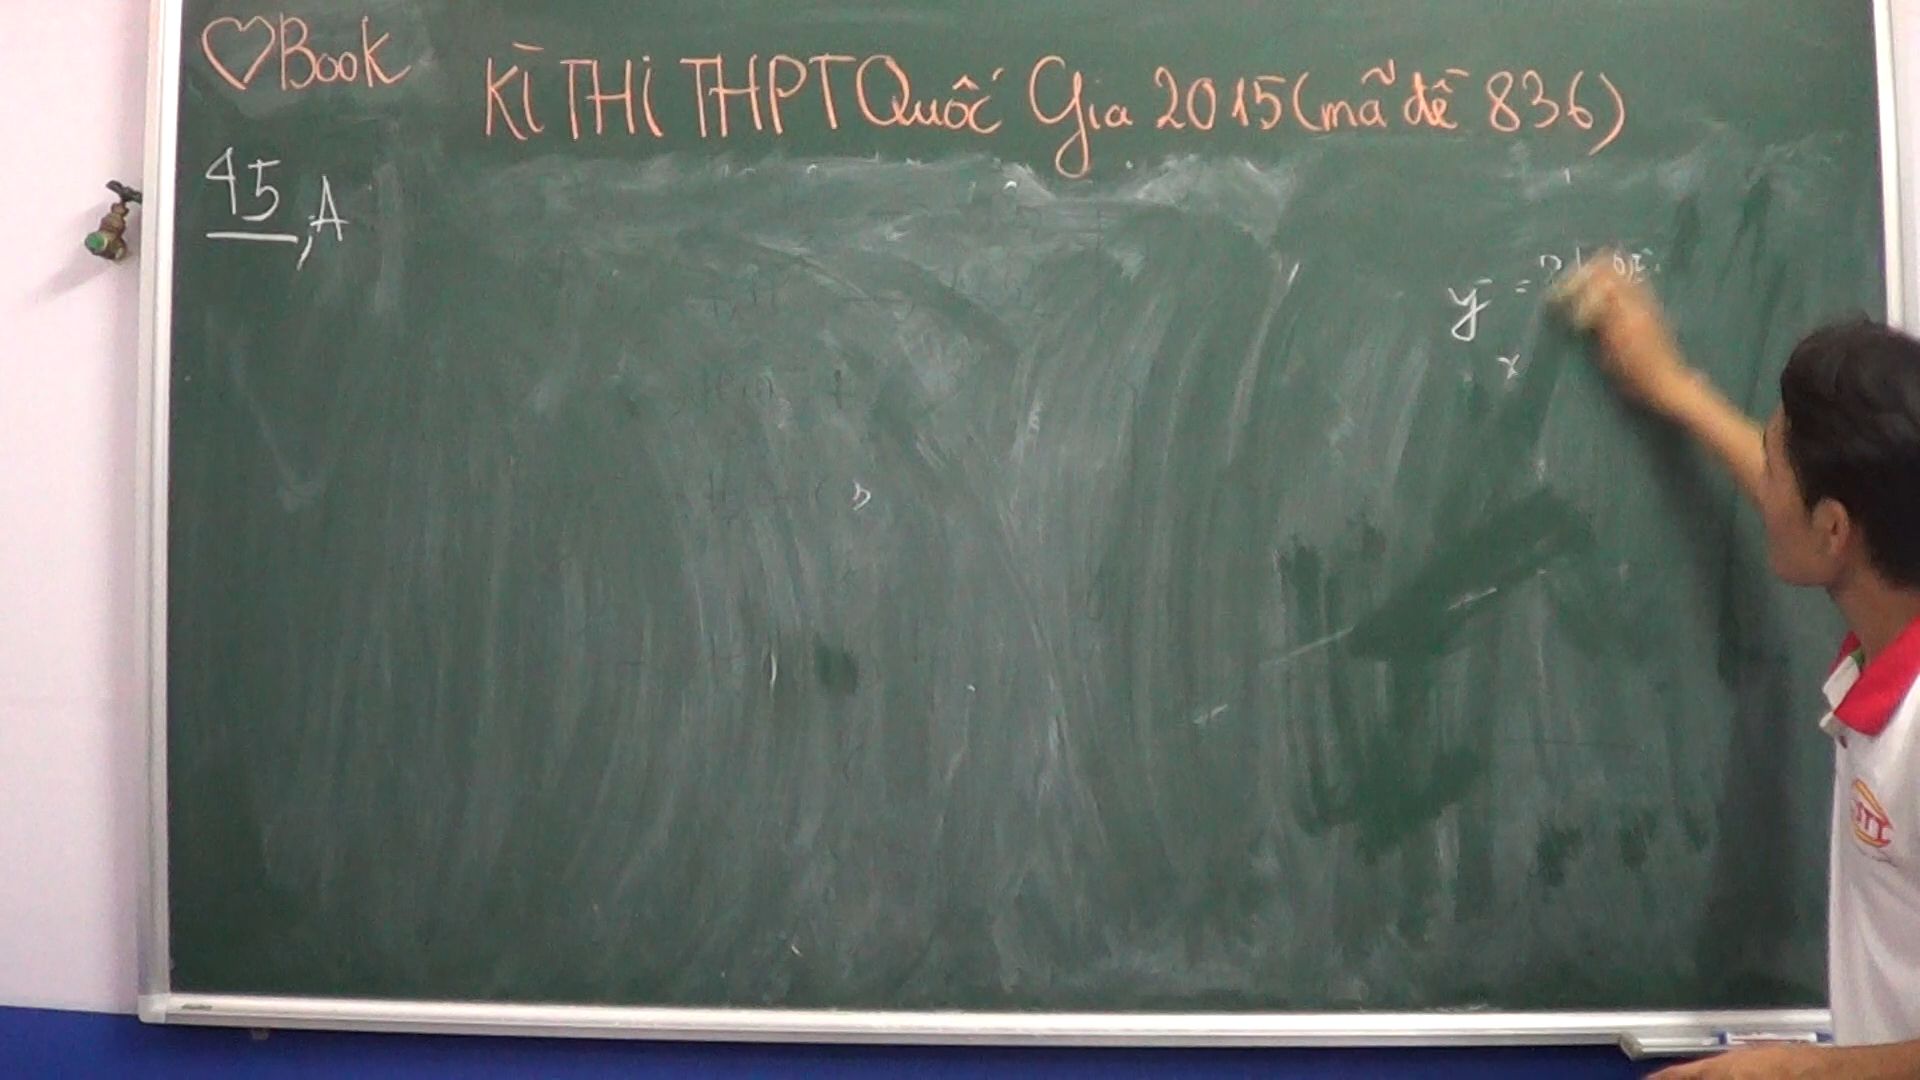 ♡Book
KÌ THI THPT Quốc Gia 2015 (mã đề 836)
45, A
y =
x